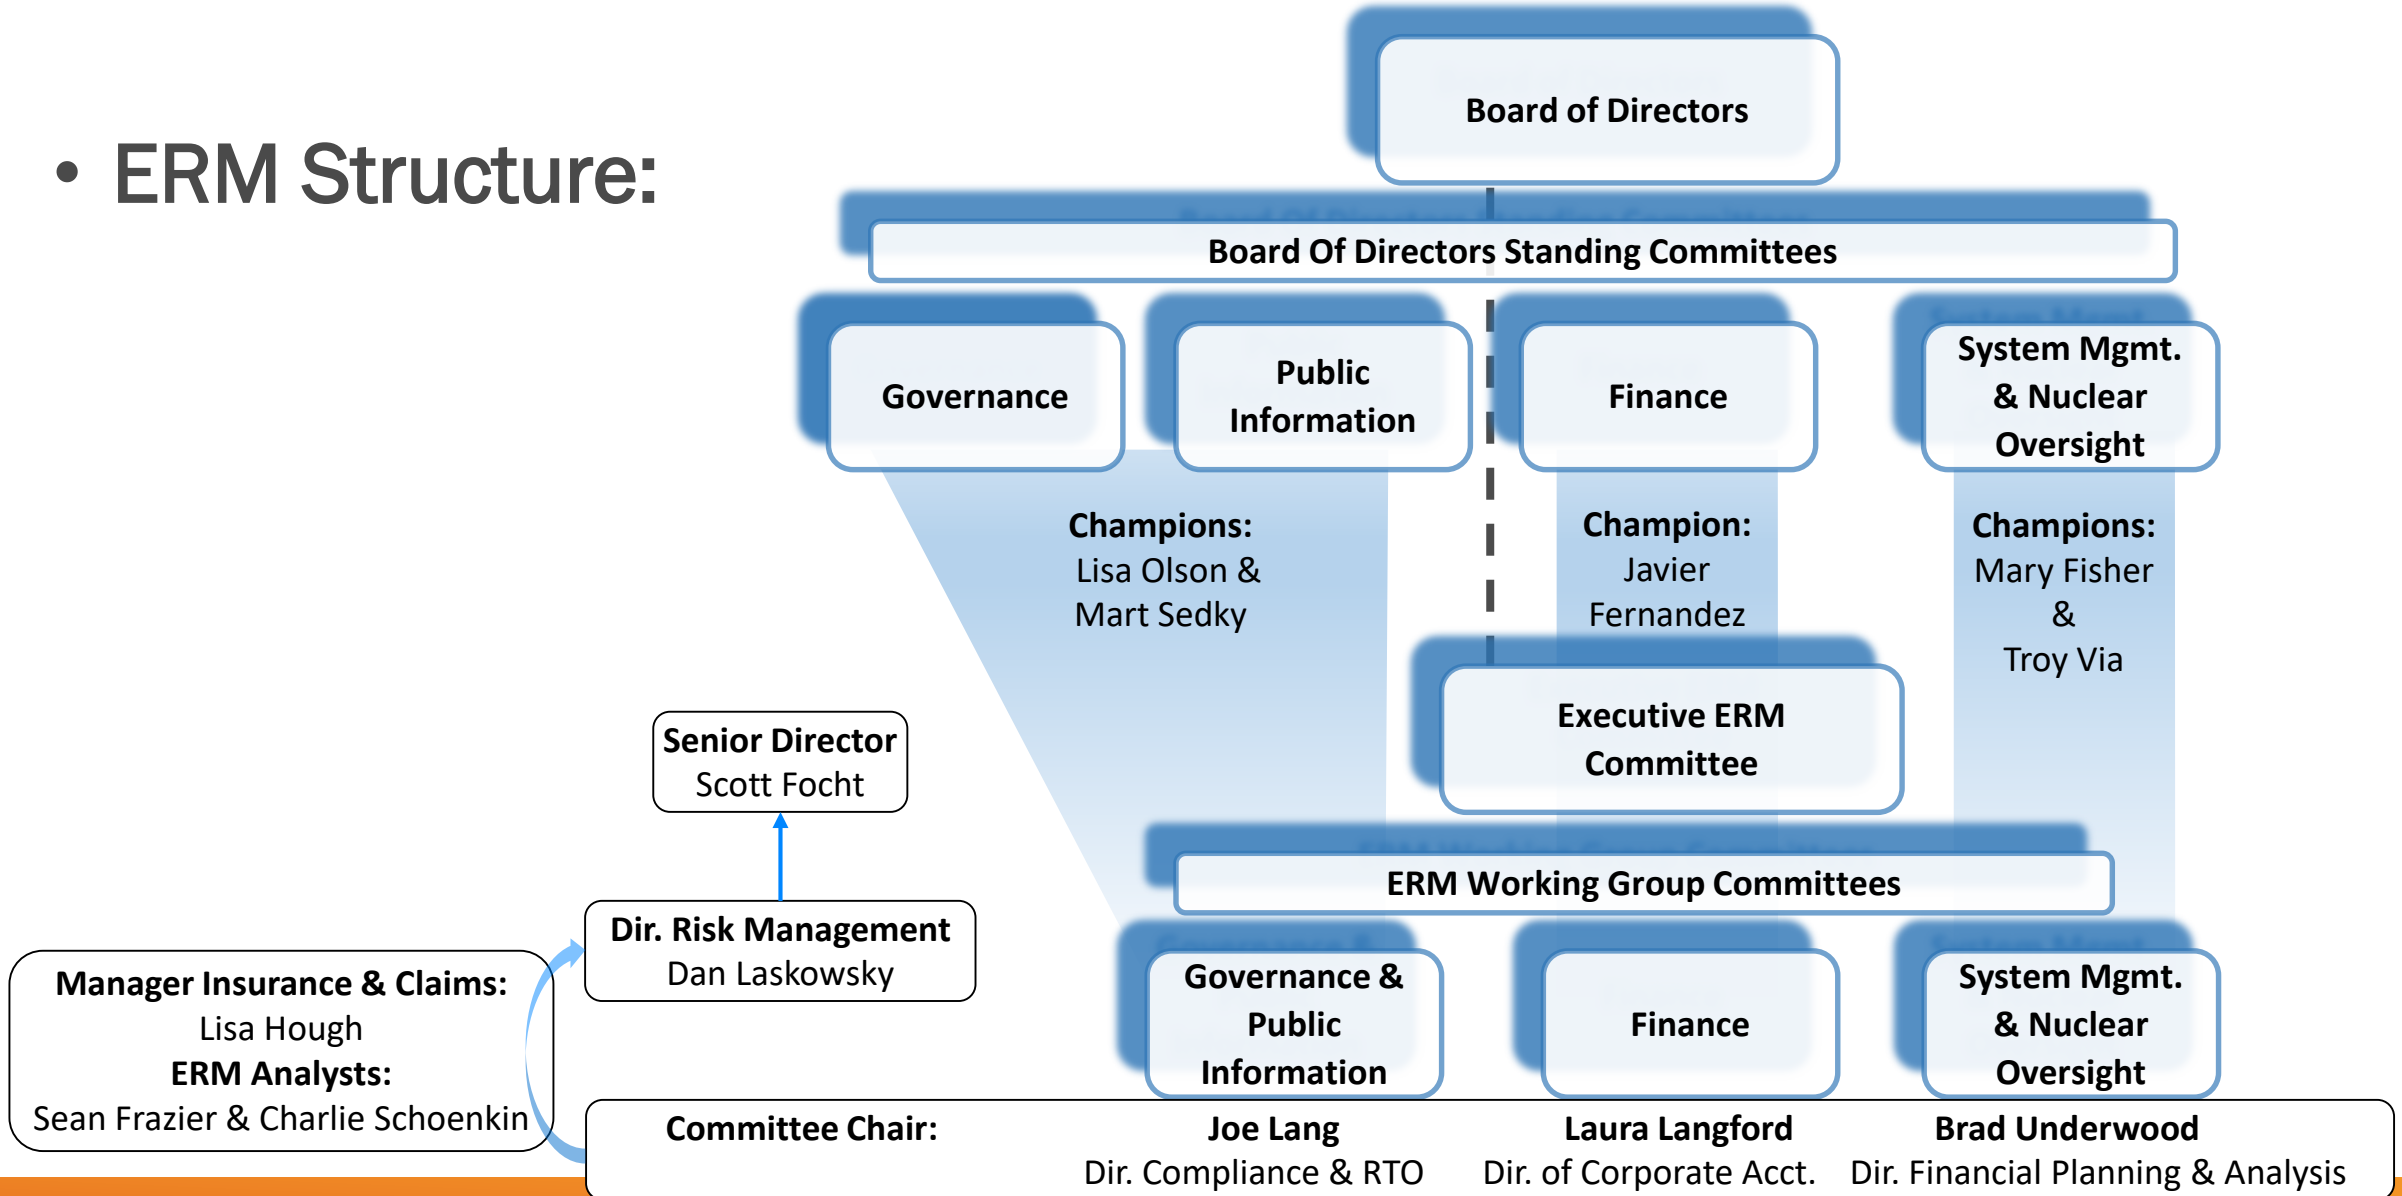 • ERM Structure:
Board of Directors
Board Of Directors Standing Committees
Governance
Public
Information
Finance
System Mgmt.
& Nuclear
Oversight
Champions:
Lisa Olson &
Mart Sedky
Champion:
Javier
Fernandez
Champions:
Mary Fisher
&
Troy Via
Executive ERM
Committee
Senior Director
Scott Focht
Dir. Risk Management
Dan Laskowsky
Manager Insurance & Claims:
Lisa Hough
ERM Analysts:
Sean Frazier & Charlie Schoenkin
ERM Working Group Committees
Governance &
Public
Information
Finance
System Mgmt.
& Nuclear
Oversight
Committee Chair:
Joe Lang
Dir. Compliance & RTO
Laura Langford
Dir. of Corporate Acct.
Brad Underwood
Dir. Financial Planning & Analysis